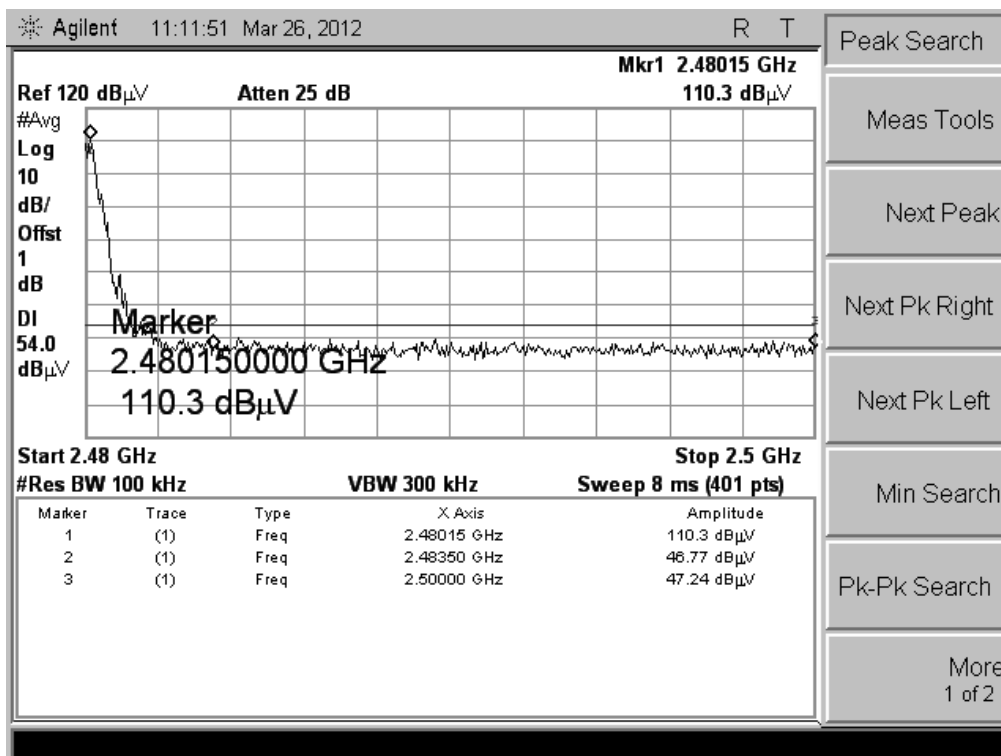 Agilent 11:11:51 Mar 26, 2012 R T
Mkr1 2.48015 GHz
Ref 120 dBµV Atten 25 dB 110.3 dBµV
#Avg
Log
10
dB/
Offst
1
dB
DI
54.0
dBµV
Marker
2.480150000 GHz
110.3 dBµV
Start 2.48 GHz Stop 2.5 GHz
#Res BW 100 kHz VBW 300 kHz Sweep 8 ms (401 pts)
Marker Trace Type X Axis Amplitude
1 (1) Freq 2.48015 GHz 110.3 dBµV
2 (1) Freq 2.48350 GHz 46.77 dBµV
3 (1) Freq 2.50000 GHz 47.24 dBµV
Peak Search
Meas Tools
Next Peak
Next Pk Right
Next Pk Left
Min Search
Pk-Pk Search
More
1 of 2